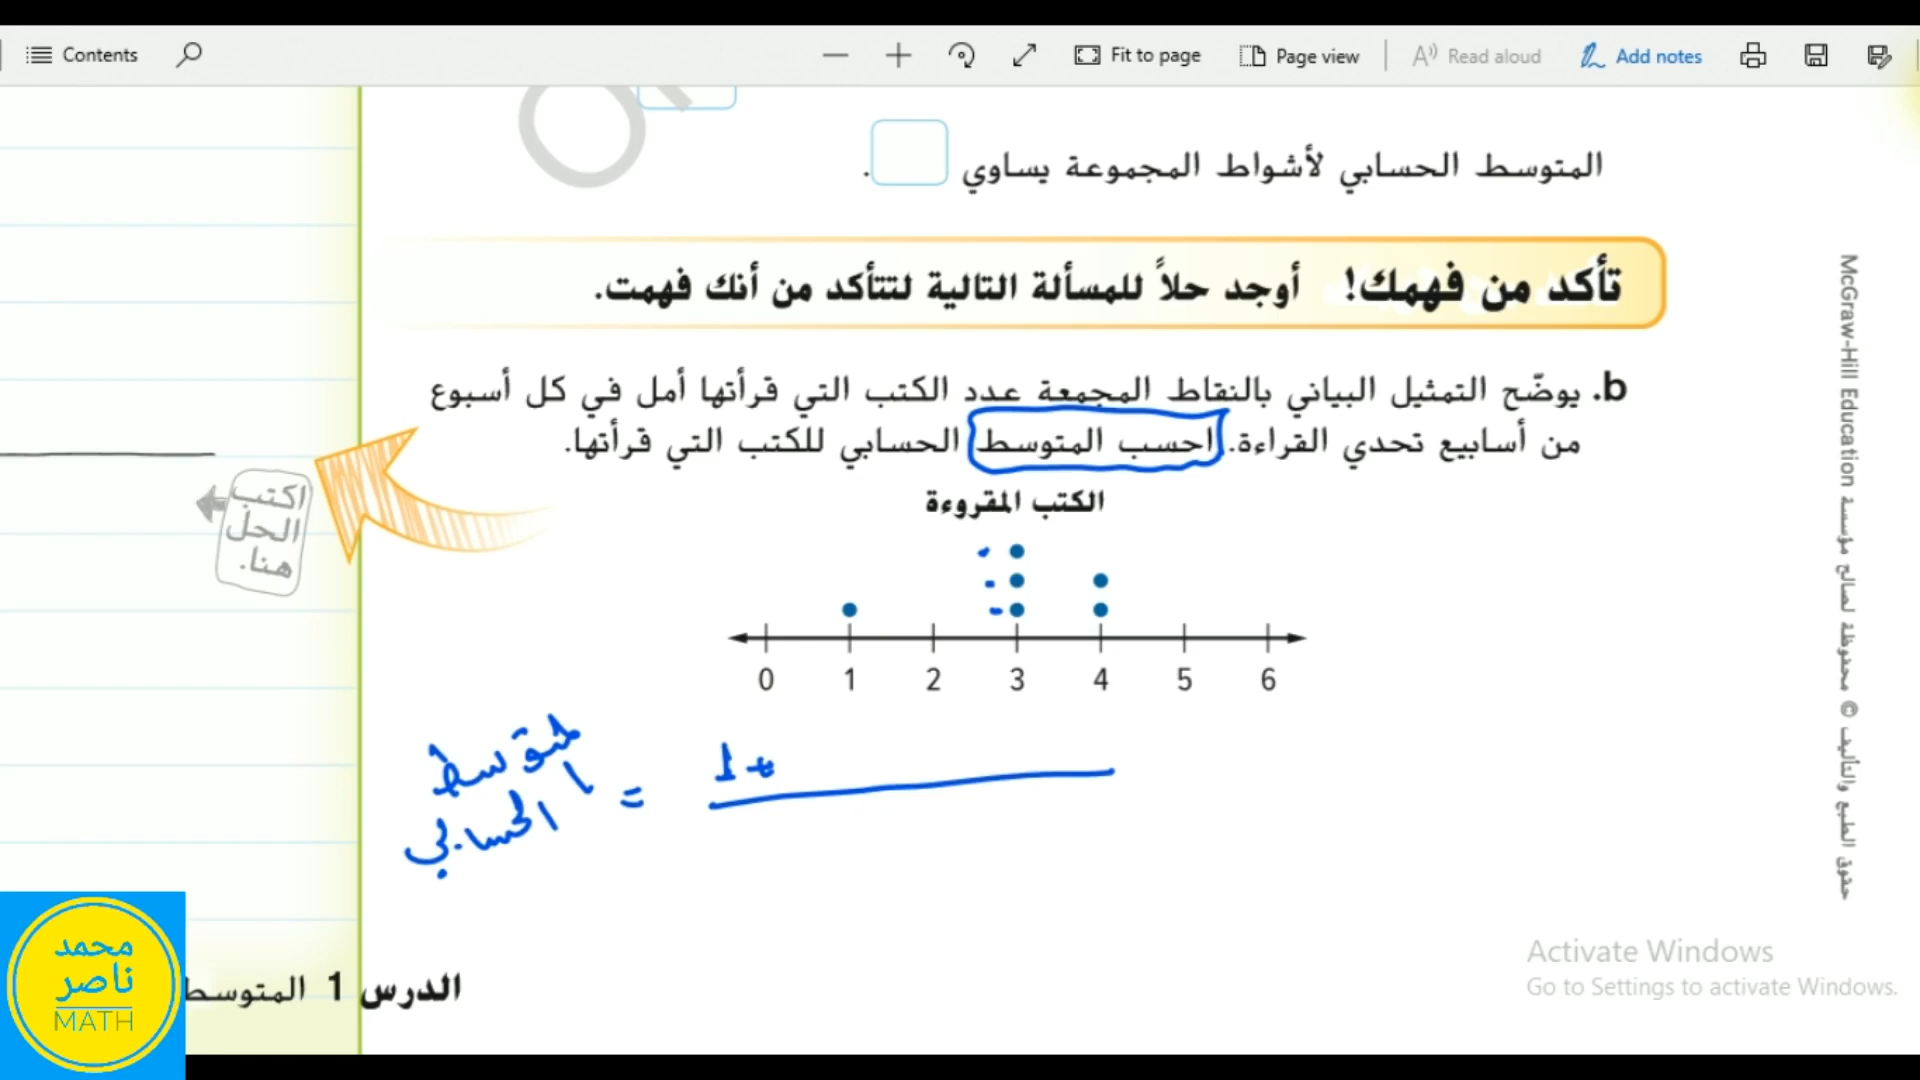 Contents
Fit to page
Page view
Read aloud
Add notes
المتوسط الحسابي لأشواط المجموعة يساوي .
تأكد من فهمك! أوجد حلاً للمسألة التالية لتتأكد من أنك فهمت.
b. يوضّح التمثيل البياني بالنقاط المجمعة عدد الكتب التي قرأتها أمل في كل أسبوع
من أسابيع تحدي القراءة. احسب المتوسط الحسابي للكتب التي قرأتها.
الكتب المقروءة
0 1 2 3 4 5 6
اكتب
الحل
هنا.
1+
=
الحسابي
الدرس 1 المتوسط
محمد
ناصر
MATH
حقوق الطبع والتأليف © محفوظة لصالح مؤسسة McGraw-Hill Education
Activate Windows
Go to Settings to activate Windows.